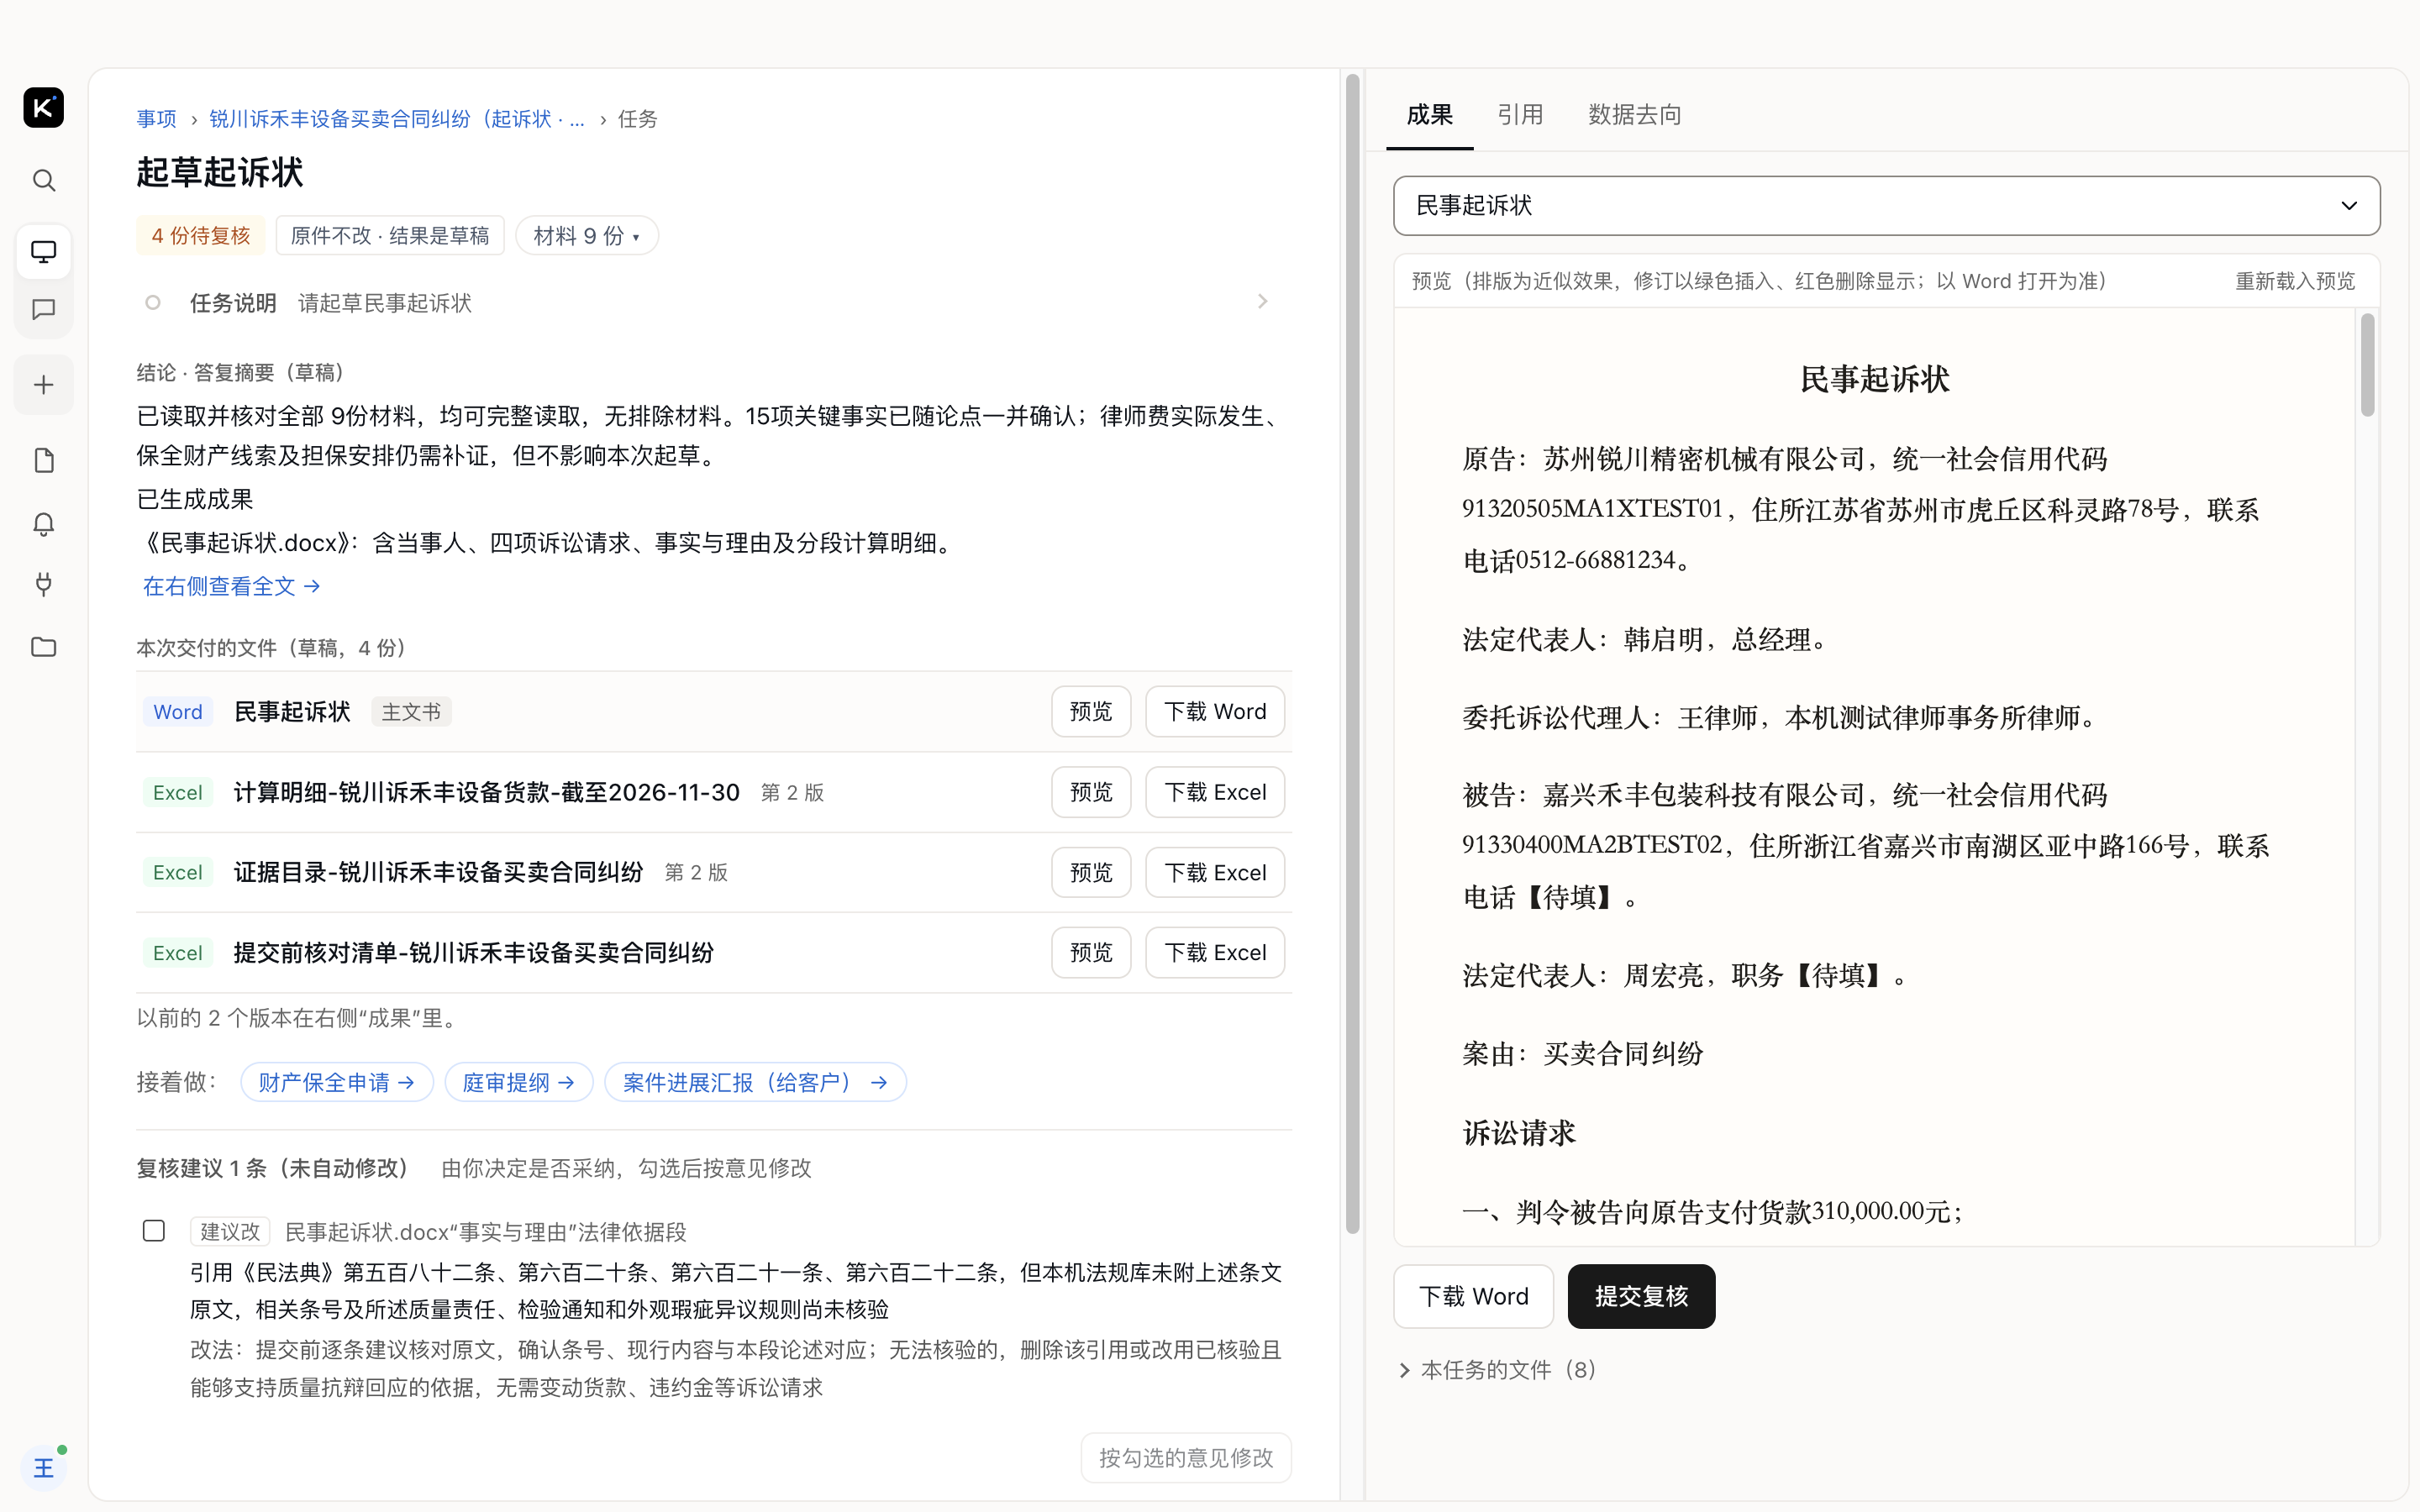 K
事项 › 锐川诉禾丰设备买卖合同纠纷（起诉状 · ... › 任务
起草起诉状
4 份待复核 原件不改 · 结果是草稿 材料 9 份 ▾
任务说明 请起草民事起诉状
结论 · 答复摘要（草稿）
已读取并核对全部 9份材料，均可完整读取，无排除材料。15项关键事实已随论点一并确认；律师费实际发生、
保全财产线索及担保安排仍需补证，但不影响本次起草。
已生成成果
《民事起诉状.docx》：含当事人、四项诉讼请求、事实与理由及分段计算明细。
在右侧查看全文 →
本次交付的文件（草稿，4 份）
Word 民事起诉状 主文书 预览 下载 Word
Excel 计算明细-锐川诉禾丰设备货款-截至2026-11-30 第 2 版 预览 下载 Excel
Excel 证据目录-锐川诉禾丰设备买卖合同纠纷 第 2 版 预览 下载 Excel
Excel 提交前核对清单-锐川诉禾丰设备买卖合同纠纷 预览 下载 Excel
以前的 2 个版本在右侧“成果”里。
接着做： 财产保全申请 → 庭审提纲 → 案件进展汇报（给客户） →
复核建议 1 条（未自动修改） 由你决定是否采纳，勾选后按意见修改
建议改 民事起诉状.docx“事实与理由”法律依据段
引用《民法典》第五百八十二条、第六百二十条、第六百二十一条、第六百二十二条，但本机法规库未附上述条文
原文，相关条号及所述质量责任、检验通知和外观瑕疵异议规则尚未核验
改法：提交前逐条建议核对原文，确认条号、现行内容与本段论述对应；无法核验的，删除该引用或改用已核验且
能够支持质量抗辩回应的依据，无需变动货款、违约金等诉讼请求
按勾选的意见修改
王
成果 引用 数据去向
民事起诉状
预览（排版为近似效果，修订以绿色插入、红色删除显示；以 Word 打开为准） 重新载入预览
民事起诉状
原告：苏州锐川精密机械有限公司，统一社会信用代码
91320505MA1XTEST01，住所江苏省苏州市虎丘区科灵路78号，联系
电话0512-66881234。
法定代表人：韩启明，总经理。
委托诉讼代理人：王律师，本机测试律师事务所律师。
被告：嘉兴禾丰包装科技有限公司，统一社会信用代码
91330400MA2BTEST02，住所浙江省嘉兴市南湖区亚中路166号，联系
电话【待填】。
法定代表人：周宏亮，职务【待填】。
案由：买卖合同纠纷
诉讼请求
一、判令被告向原告支付货款310,000.00元；
下载 Word 提交复核
本任务的文件（8）